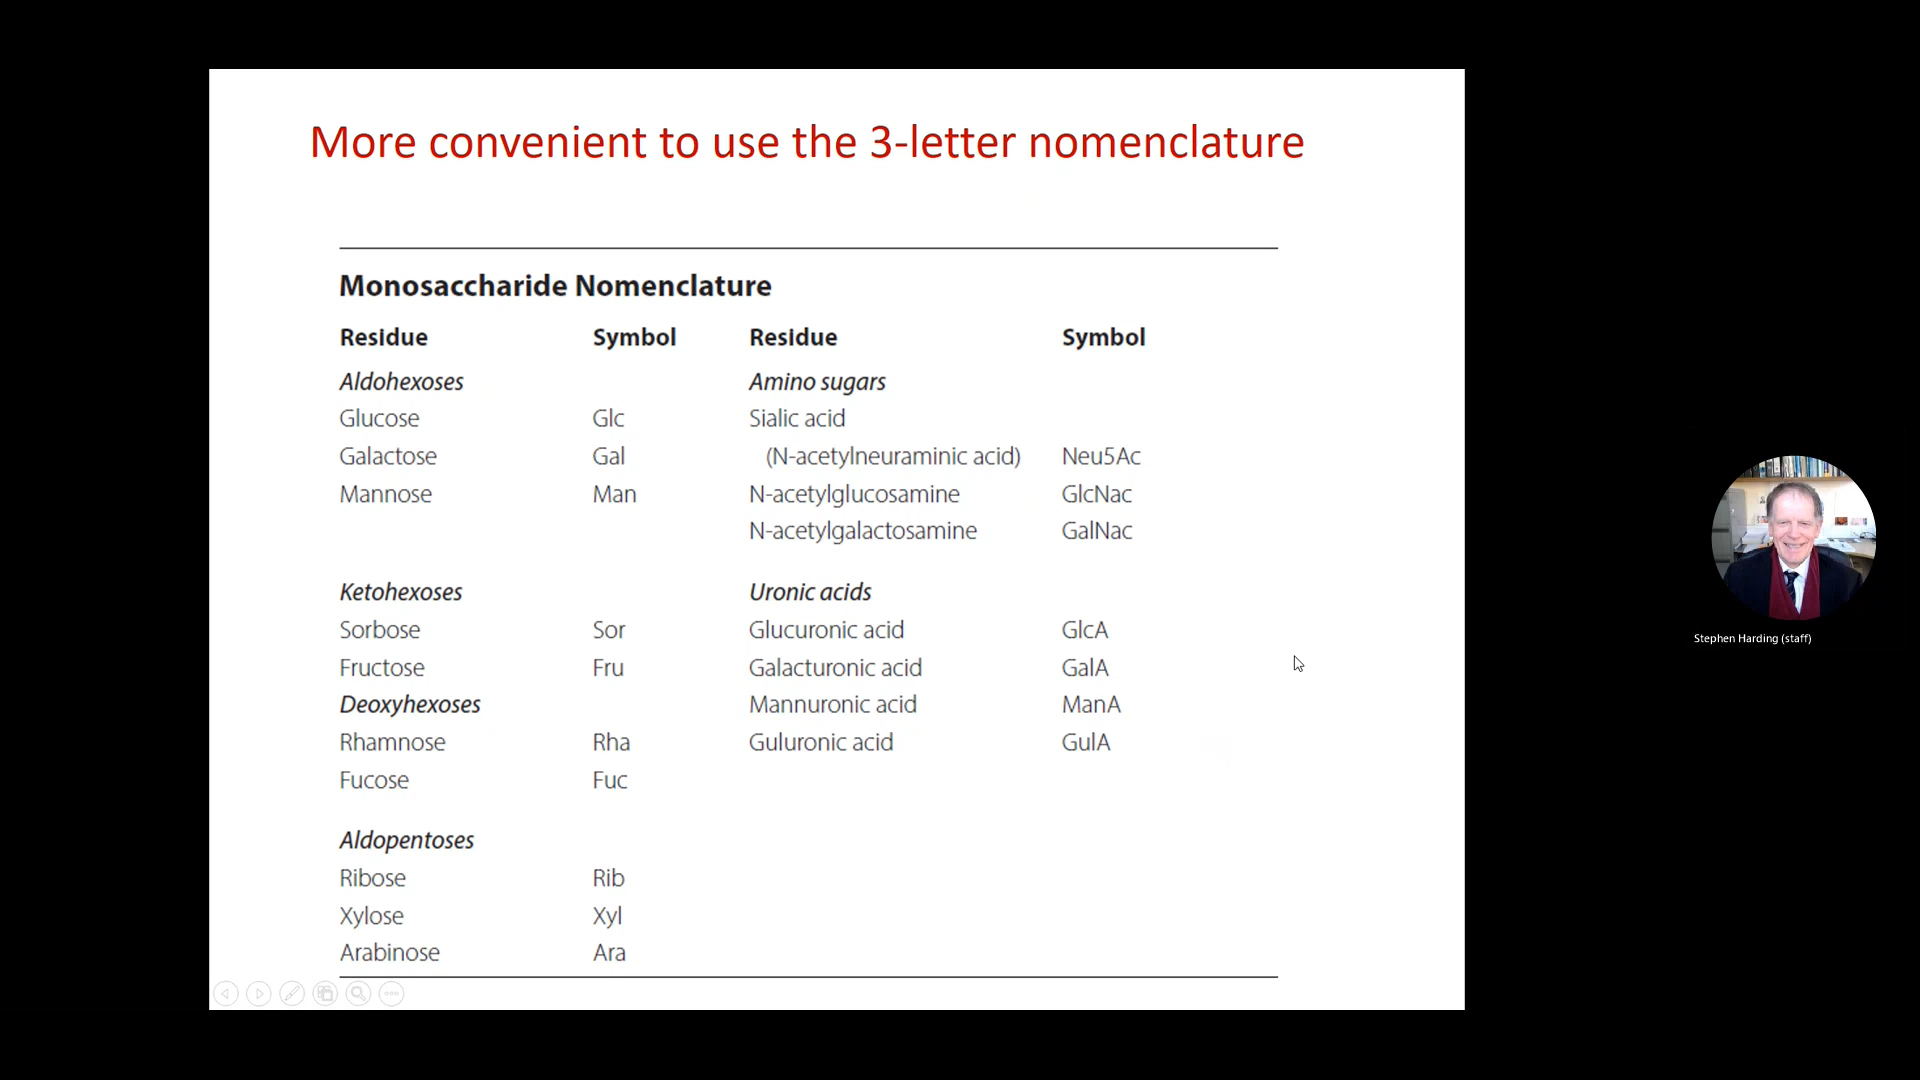 More convenient to use the 3-letter nomenclature
Monosaccharide Nomenclature
Residue Symbol Residue Symbol
Aldohexoses Amino sugars
Glucose Glc Sialic acid
Galactose Gal (N-acetylneuraminic acid) Neu5Ac
Mannose Man N-acetylglucosamine GlcNac
N-acetylgalactosamine GalNac
Ketohexoses Uronic acids
Sorbose Sor Glucuronic acid GlcA
Fructose Fru Galacturonic acid GalA
Deoxyhexoses Mannuronic acid ManA
Rhamnose Rha Guluronic acid GulA
Fucose Fuc
Aldopentoses
Ribose Rib
Xylose Xyl
Arabinose Ara
Stephen Harding (staff)